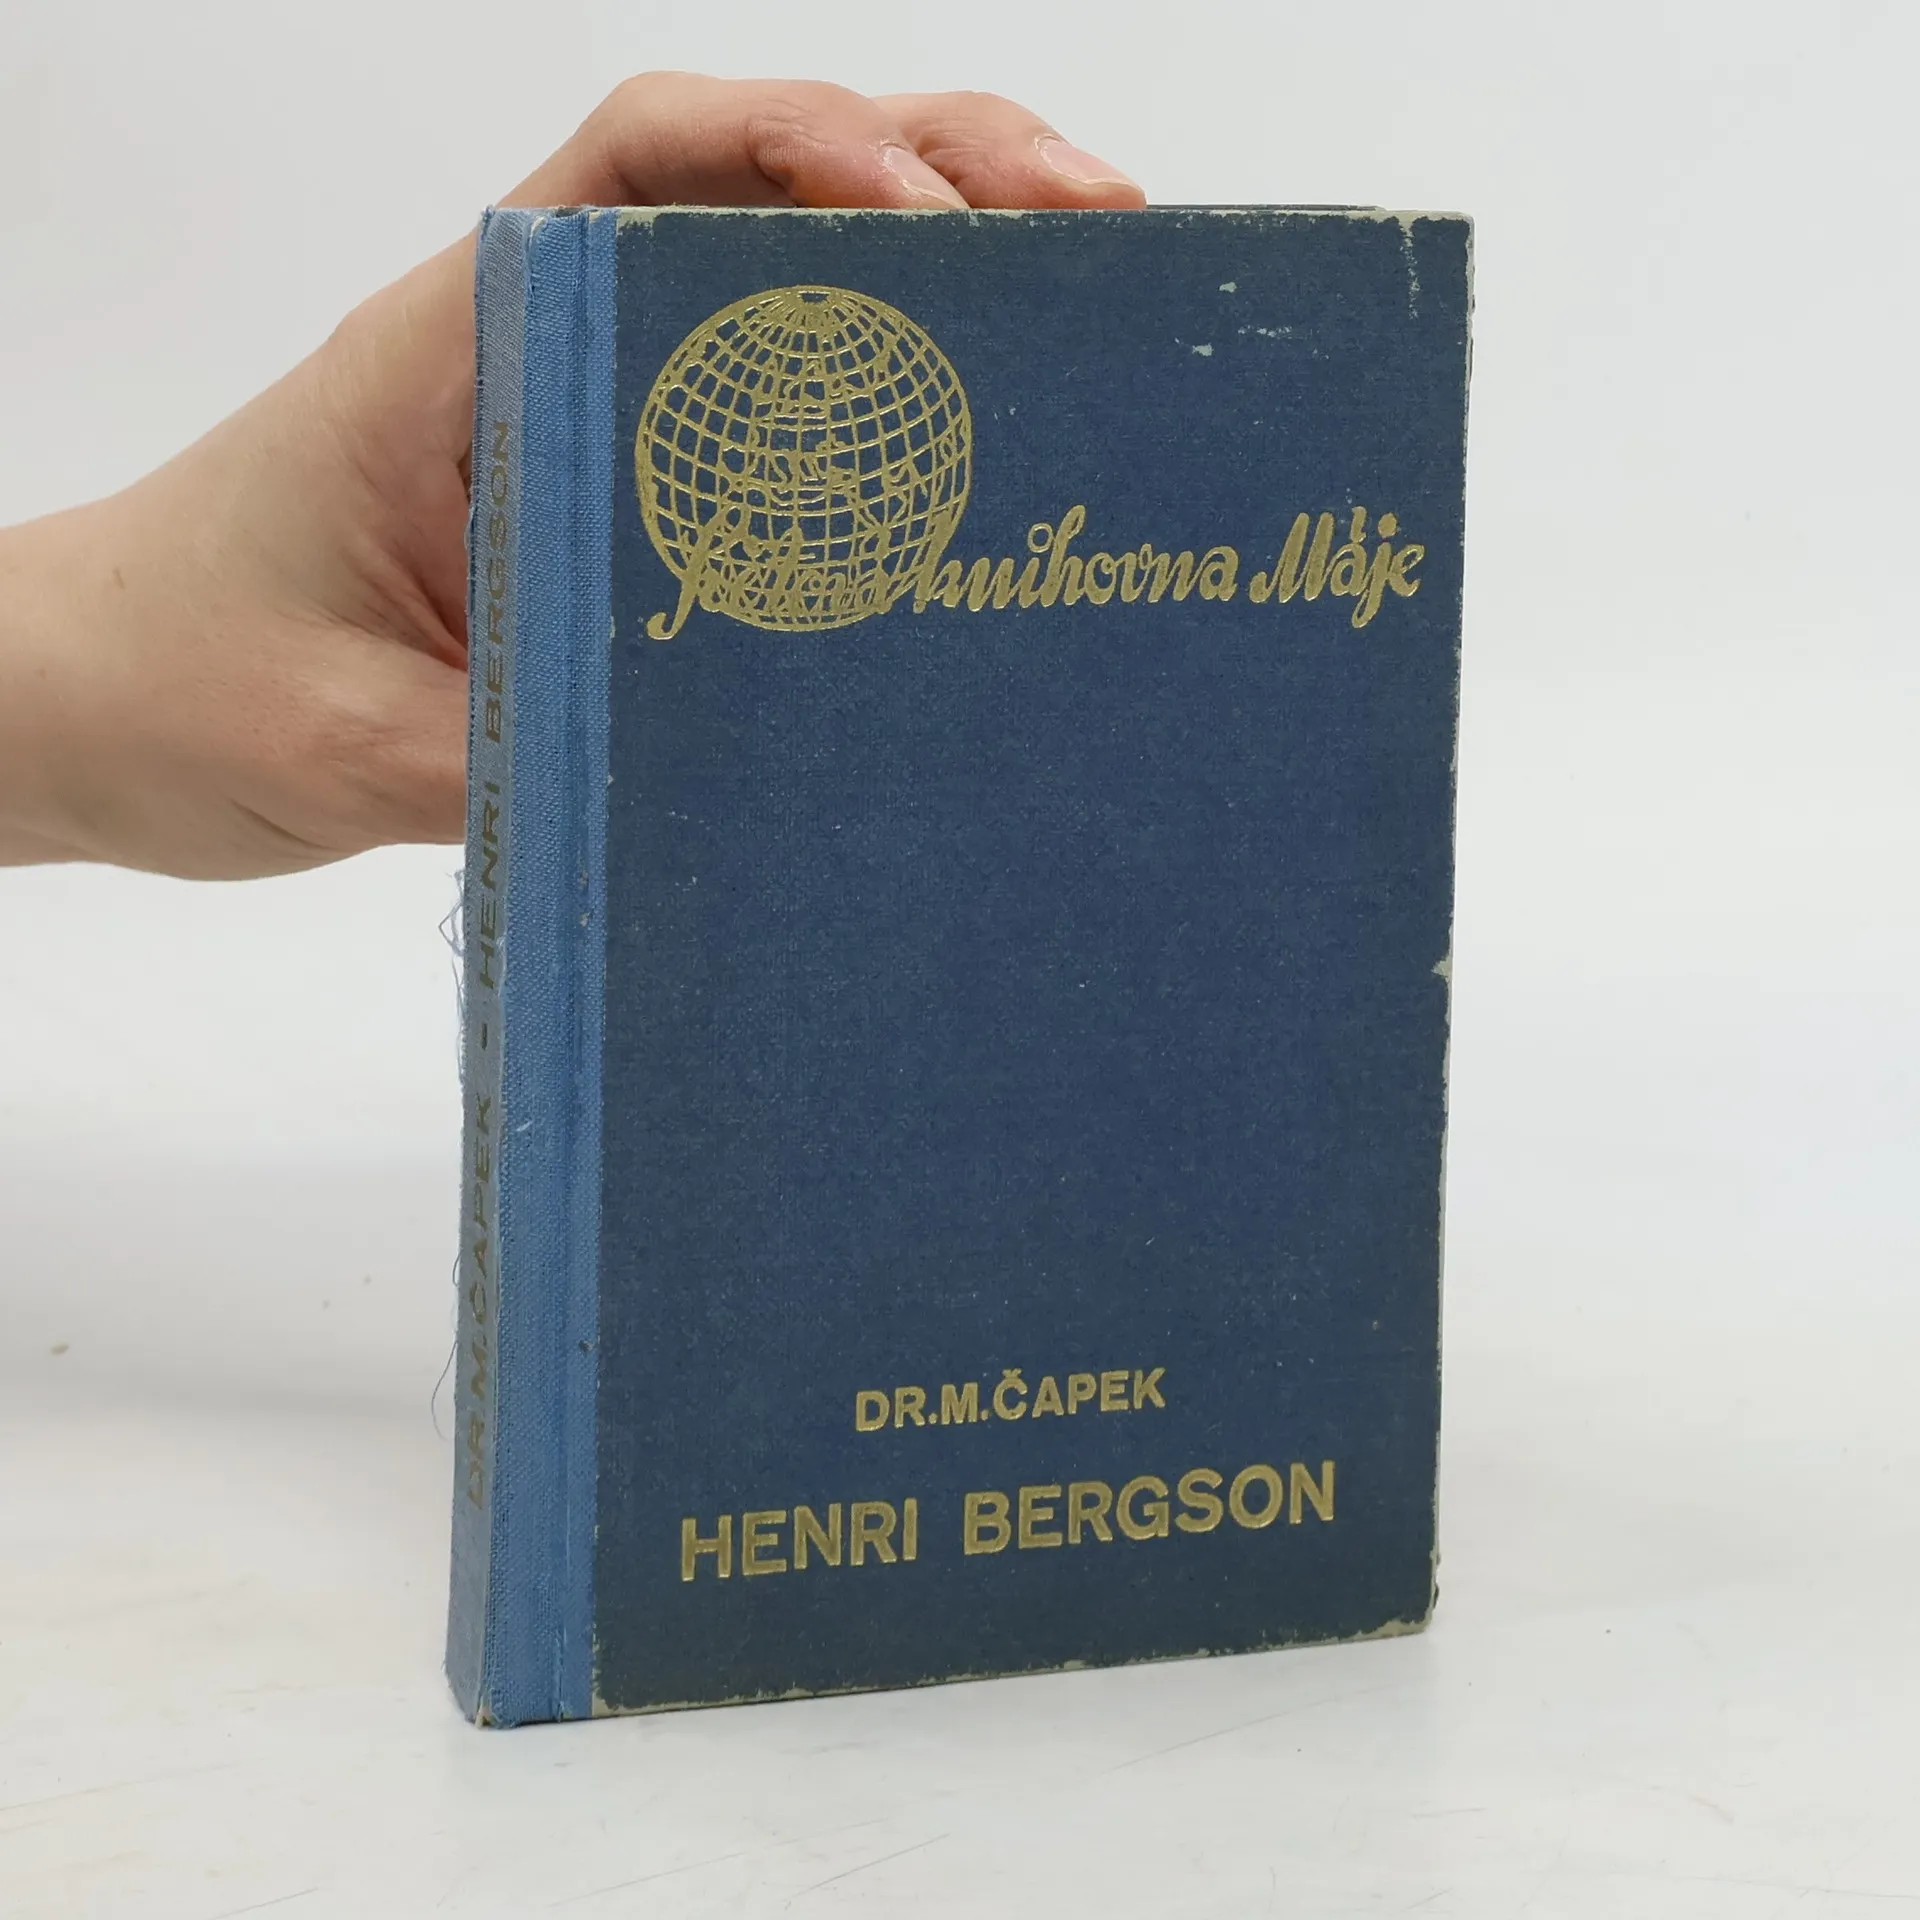 Světová knihovna Máje
DR. M. ČAPEK
HENRI BERGSON
DR. M. ČAPEK - HENRI BERGSON